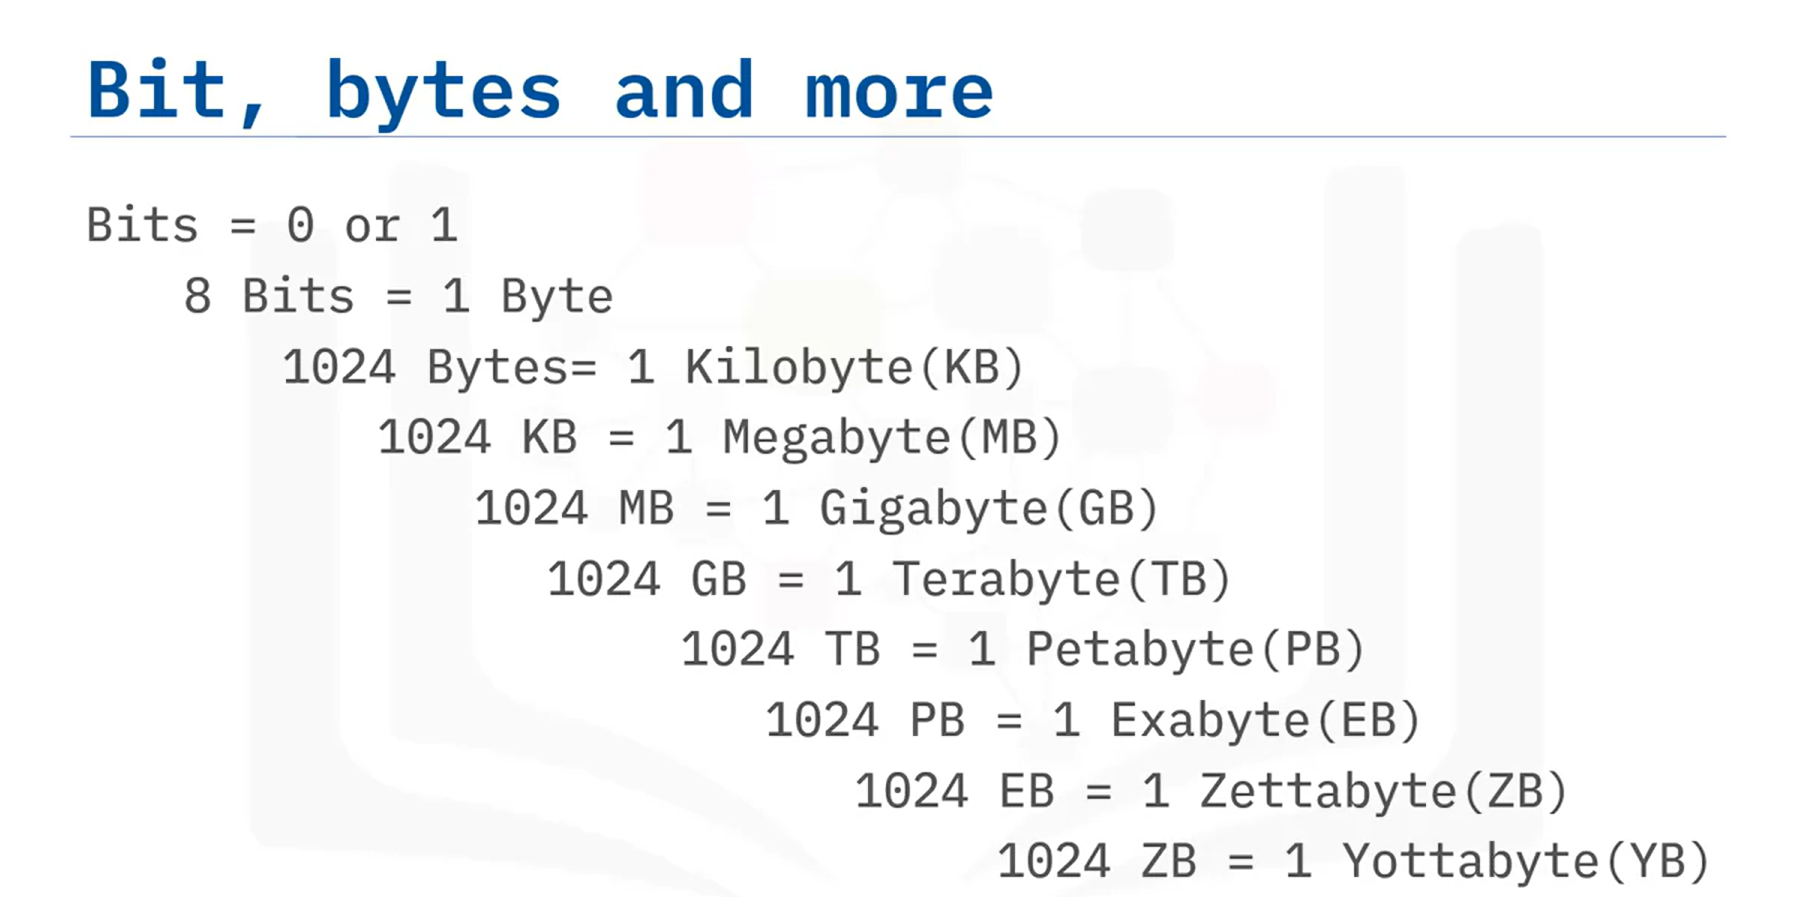 Bit, bytes and more
Bits = 0 or 1
8 Bits = 1 Byte
1024 Bytes= 1 Kilobyte(KB)
1024 KB = 1 Megabyte(MB)
1024 MB = 1 Gigabyte(GB)
1024 GB = 1 Terabyte(TB)
1024 TB = 1 Petabyte(PB)
1024 PB = 1 Exabyte(EB)
1024 EB = 1 Zettabyte(ZB)
1024 ZB = 1 Yottabyte(YB)